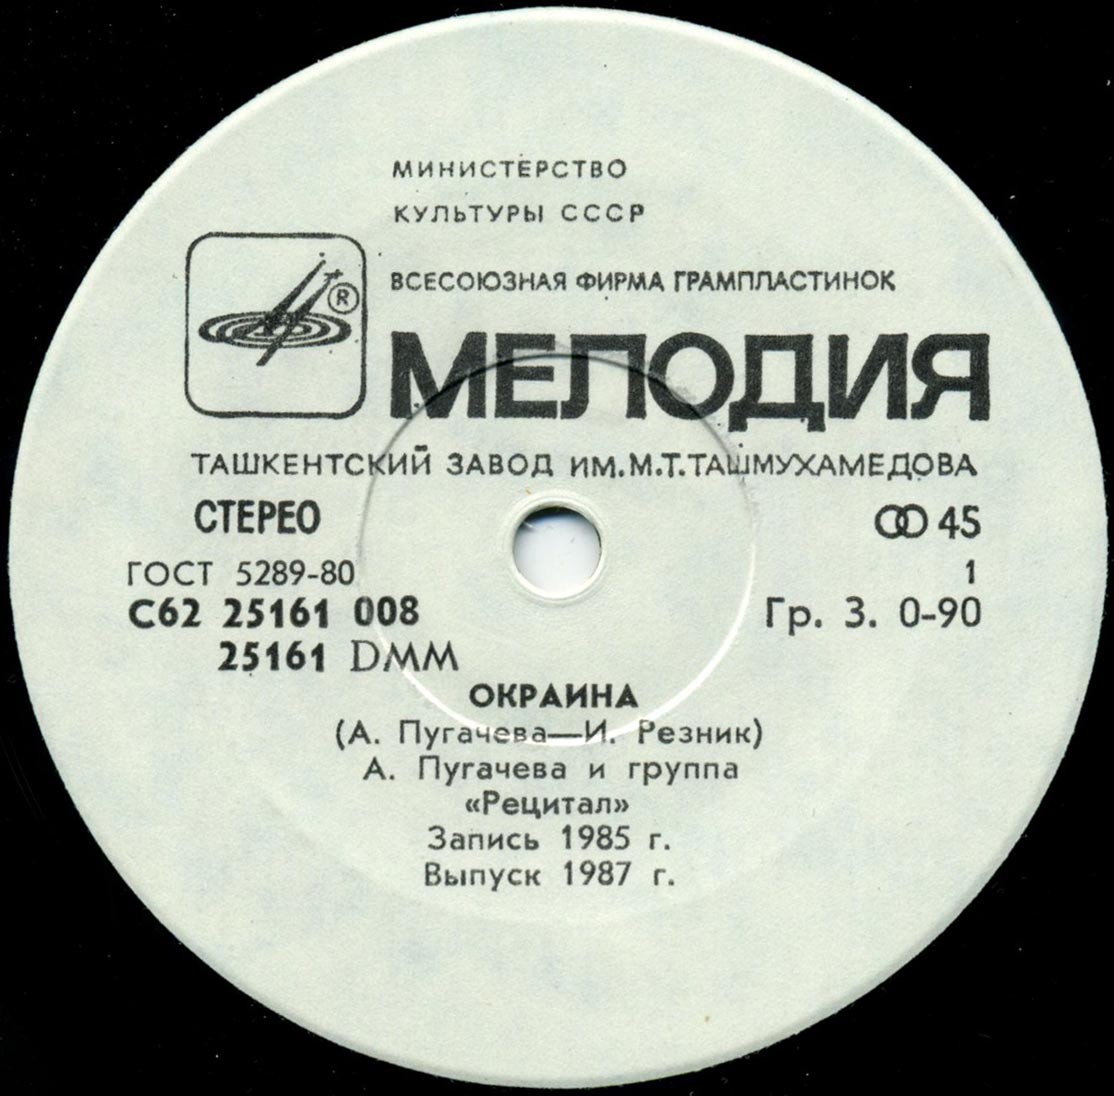 МИНИСТЕРСТВО
КУЛЬТУРЫ СССР
ВСЕСОЮЗНАЯ ФИРМА ГРАМПЛАСТИНОК
®
МЕЛОДИЯ
ТАШКЕНТСКИЙ ЗАВОД ИМ.М.Т.ТАШМУХАМЕДОВА
СТЕРЕО 45
ГОСТ 5289-80 1
С62 25161 008 Гр. 3. 0-90
25161 DMM
ОКРАИНА
(А. Пугачева—И. Резник)
А. Пугачева и группа
«Рецитал»
Запись 1985 г.
Выпуск 1987 г.